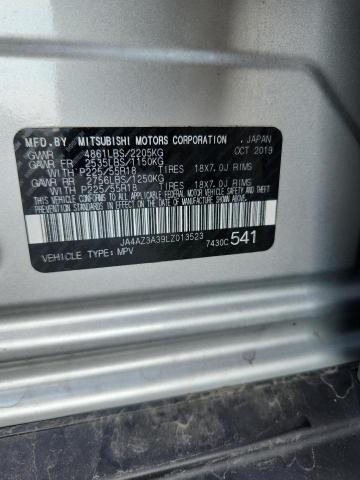 MFD.BY MITSUBISHI MOTORS CORPORATION , JAPAN
GVWR 4861LBS/2205KG OCT 2019
GAWR FR 2535LBS/1150KG
WITH P225/55R18 TIRES 18X7.0J RIMS
GAWR RR 2756LBS/1250KG
WITH P225/55R18 TIRES 18X7.0J RIMS
THIS VEHICLE CONFORMS TO ALL APPLICABLE
FEDERAL MOTOR VEHICLE SAFETY AND THEFT
PREVENTION STANDARDS IN EFFECT ON THE DATE
OF MANUFACTURE SHOWN ABOVE.
JA4AZ3A39LZ013523 7430C 541
VEHICLE TYPE: MPV